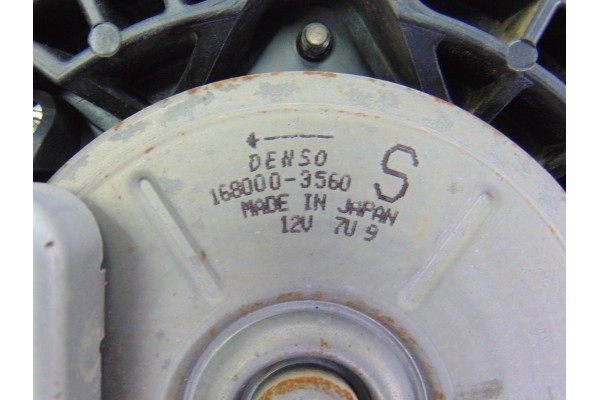 DENSO
S
168000-3560
MADE IN JAPAN
12V 7U 9